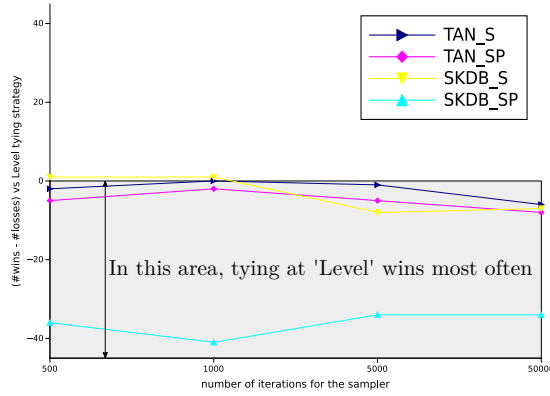 40
20
0
−20
−40
(#wins - #losses) vs Level tying strategy
TAN_S
TAN_SP
SKDB_S
SKDB_SP
In this area, tying at 'Level' wins most often
500
1000
5000
number of iterations for the sampler